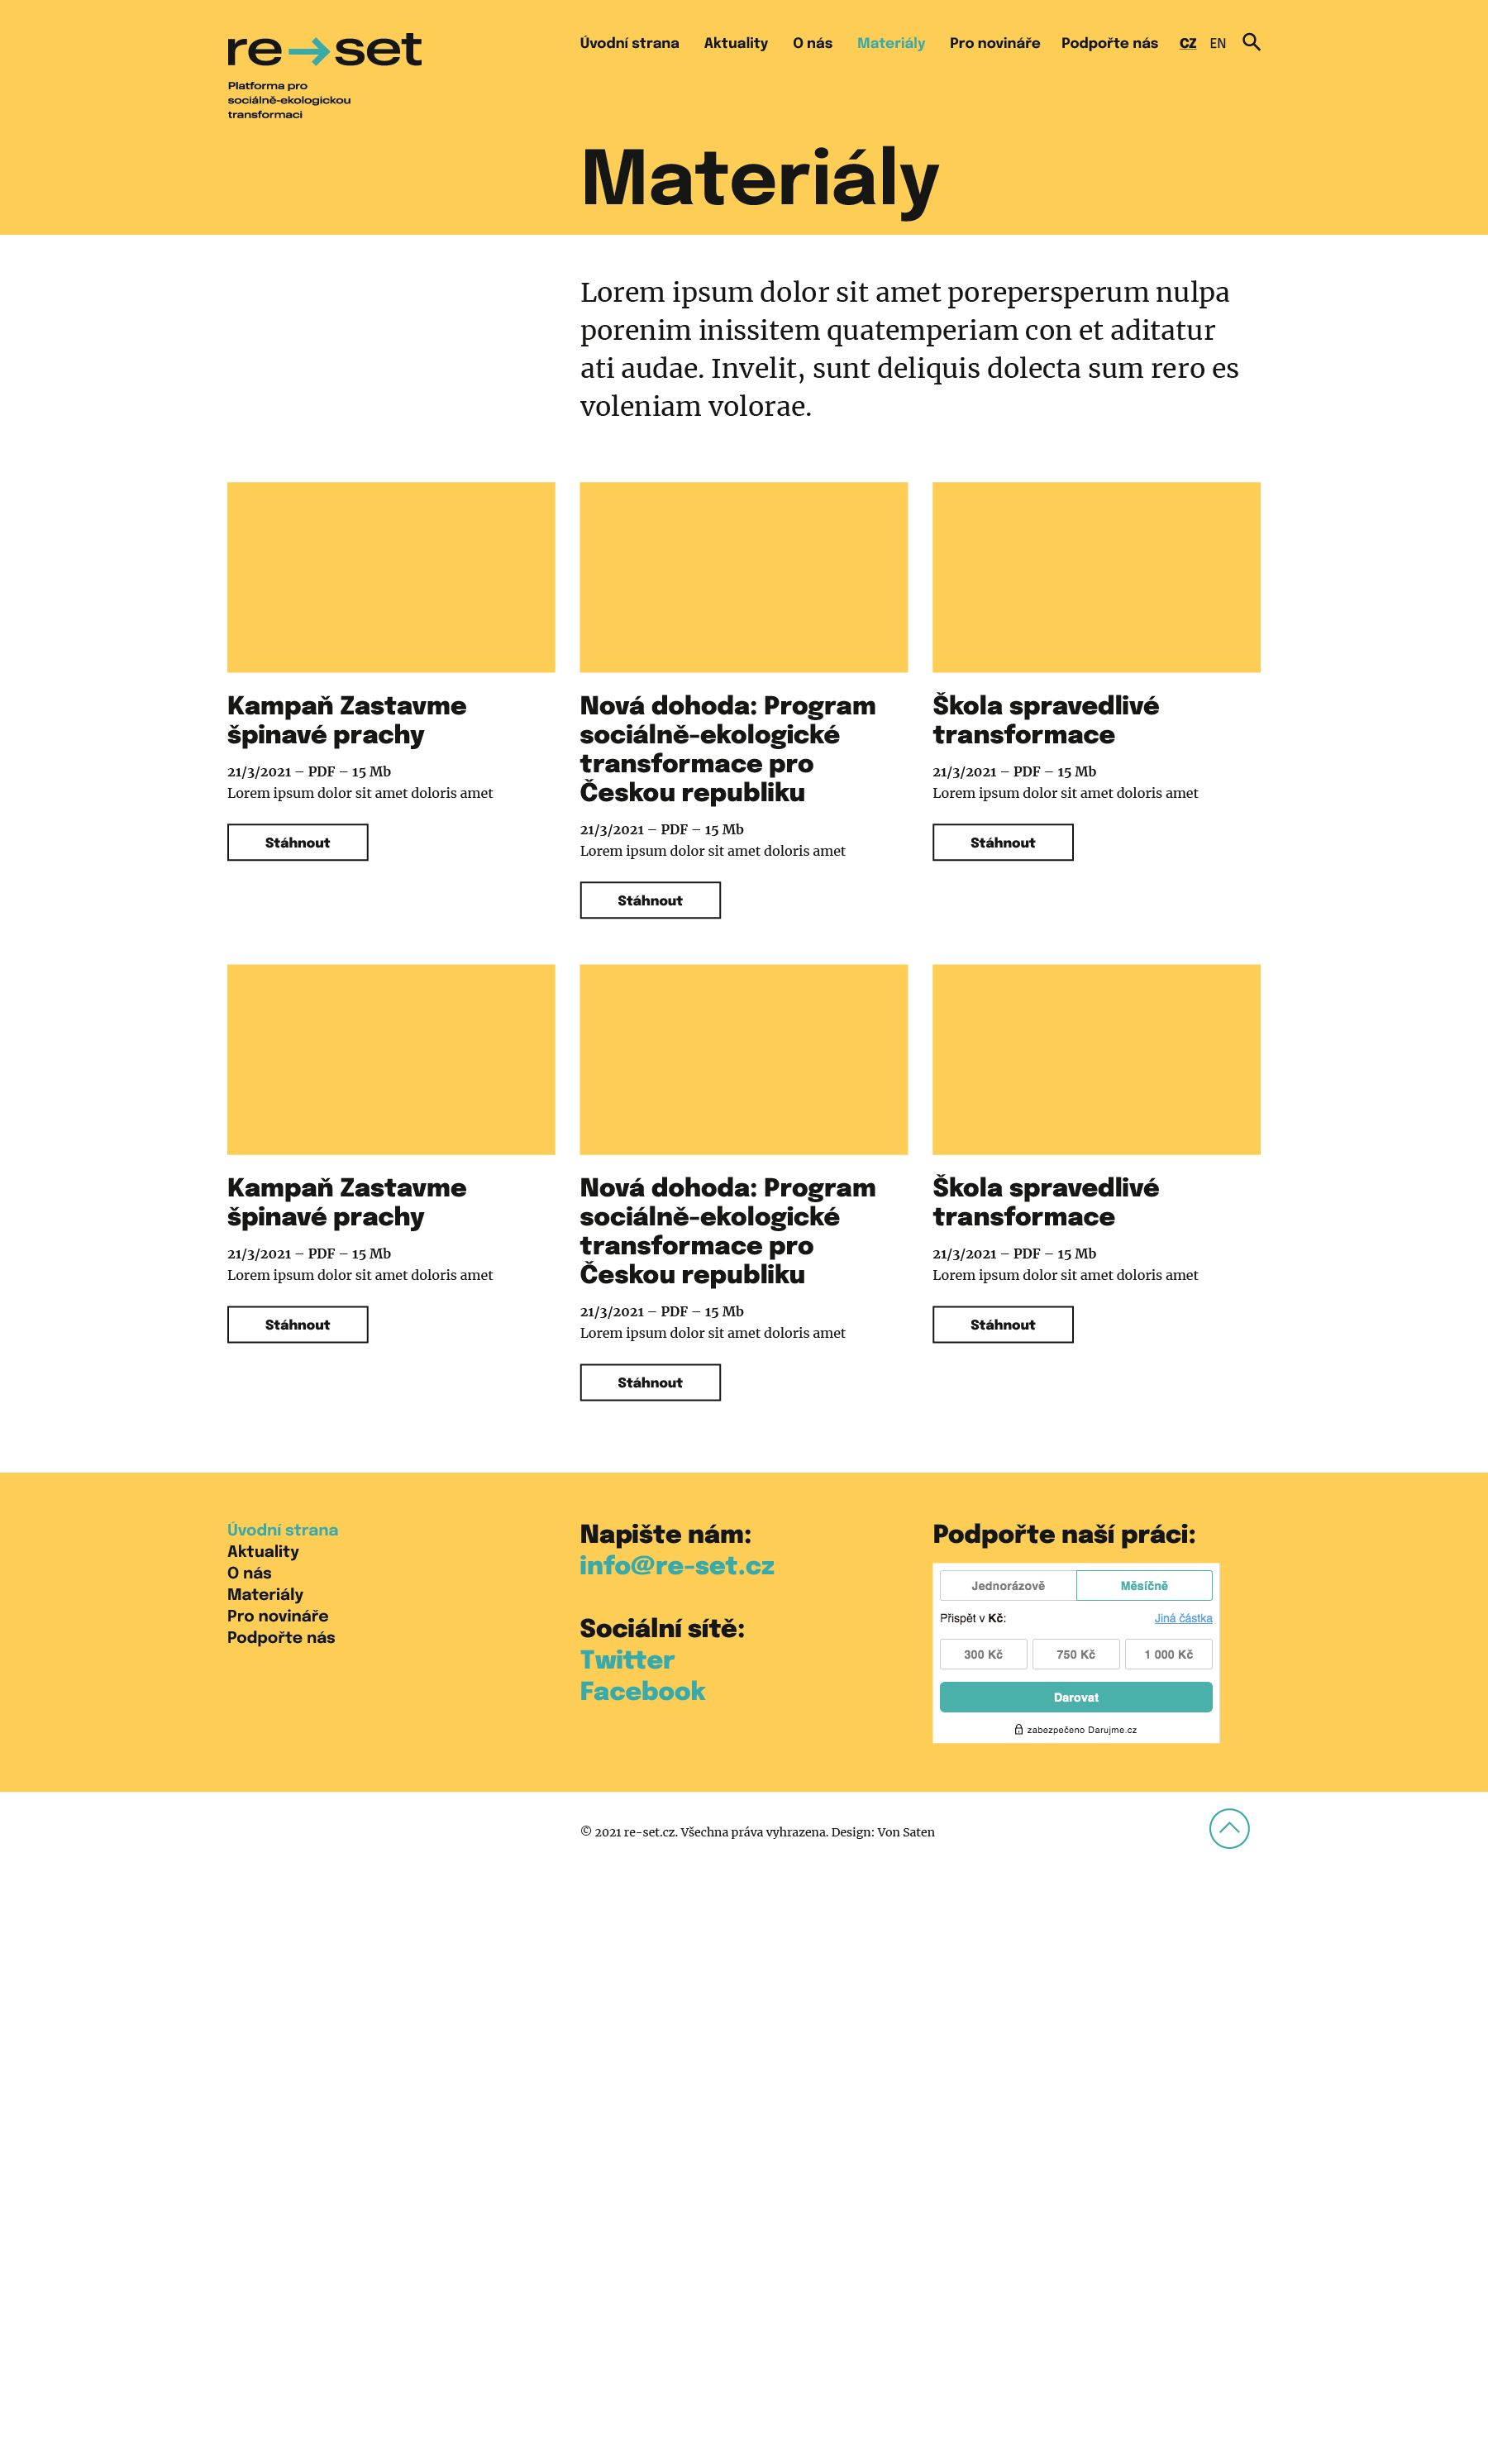 re→set
Platforma pro
sociálně-ekologickou
transformaci
Úvodní strana Aktuality O nás Materiály Pro novináře Podpořte nás CZ EN
Materiály
Lorem ipsum dolor sit amet porepersperum nulpa
porenim inissitem quatemperiam con et aditatur
ati audae. Invelit, sunt deliquis dolecta sum rero es
voleniam volorae.
Kampaň Zastavme
špinavé prachy
21/3/2021 – PDF – 15 Mb
Lorem ipsum dolor sit amet doloris amet
Stáhnout
Nová dohoda: Program
sociálně-ekologické
transformace pro
Českou republiku
21/3/2021 – PDF – 15 Mb
Lorem ipsum dolor sit amet doloris amet
Stáhnout
Škola spravedlivé
transformace
21/3/2021 – PDF – 15 Mb
Lorem ipsum dolor sit amet doloris amet
Stáhnout
Kampaň Zastavme
špinavé prachy
21/3/2021 – PDF – 15 Mb
Lorem ipsum dolor sit amet doloris amet
Stáhnout
Nová dohoda: Program
sociálně-ekologické
transformace pro
Českou republiku
21/3/2021 – PDF – 15 Mb
Lorem ipsum dolor sit amet doloris amet
Stáhnout
Škola spravedlivé
transformace
21/3/2021 – PDF – 15 Mb
Lorem ipsum dolor sit amet doloris amet
Stáhnout
Úvodní strana
Aktuality
O nás
Materiály
Pro novináře
Podpořte nás
Napište nám:
info@re-set.cz
Sociální sítě:
Twitter
Facebook
Podpořte naší práci:
Jednorázově Měsíčně
Přispět v Kč: Jiná částka
300 Kč 750 Kč 1 000 Kč
Darovat
zabezpečeno Darujme.cz
© 2021 re-set.cz. Všechna práva vyhrazena. Design: Von Saten